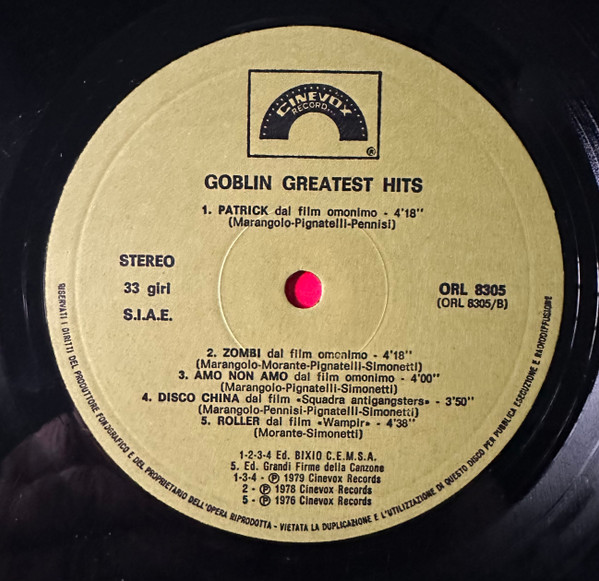 CINEVOX
RECORD...
®
GOBLIN GREATEST HITS
1. PATRICK dal film omonimo - 4'18''
(Marangolo-Pignatelli-Pennisi)
STEREO
33 giri
S.I.A.E.
ORL 8305
(ORL 8305/B)
2. ZOMBI dal film omonimo - 4'18''
(Marangolo-Morante-Pignatelli-Simonetti)
3. AMO NON AMO dal film omonimo - 4'00''
(Marangolo-Pignatelli-Simonetti)
4. DISCO CHINA dal film «Squadra antigangsters» - 3'50''
(Marangolo-Pennisi-Pignatelli-Simonetti)
5. ROLLER dal film «Wampir» - 4'38''
(Morante-Simonetti)
1-2-3-4 Ed. BIXIO C.E.M.S.A.
5. Ed. Grandi Firme della Canzone
1-3-4 - ℗ 1979 Cinevox Records
2 - ℗ 1978 Cinevox Records
5 - ℗ 1976 Cinevox Records
RISERVATI I DIRITTI DEL PRODUTTORE FONOGRAFICO E DEL PROPRIETARIO DELL'OPERA RIPRODOTTA - VIETATA LA DUPLICAZIONE E L'UTILIZZAZIONE DI QUESTO DISCO PER PUBBLICA ESECUZIONE E RADIODIFFUSIONE